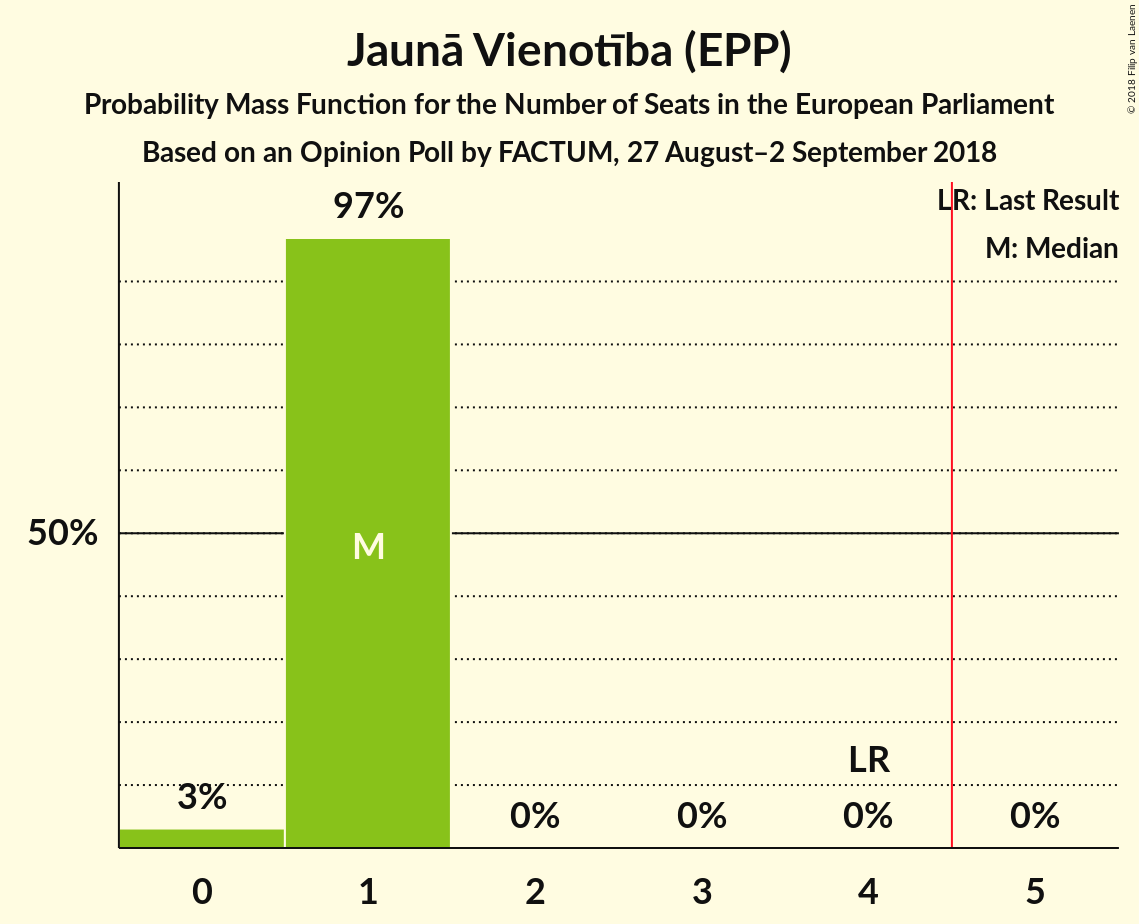 Jaunā Vienotība (EPP)
Probability Mass Function for the Number of Seats in the European Parliament
Based on an Opinion Poll by FACTUM, 27 August–2 September 2018
© 2018 Filip van Laenen
LR: Last Result
M: Median
97%
50%
M
LR
3%
0%
0%
0%
0%
0
1
2
3
4
5